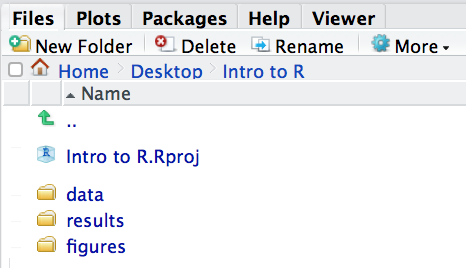 Files Plots Packages Help Viewer
New Folder Delete Rename More
Home Desktop Intro to R
Name
..
Intro to R.Rproj
data
results
figures